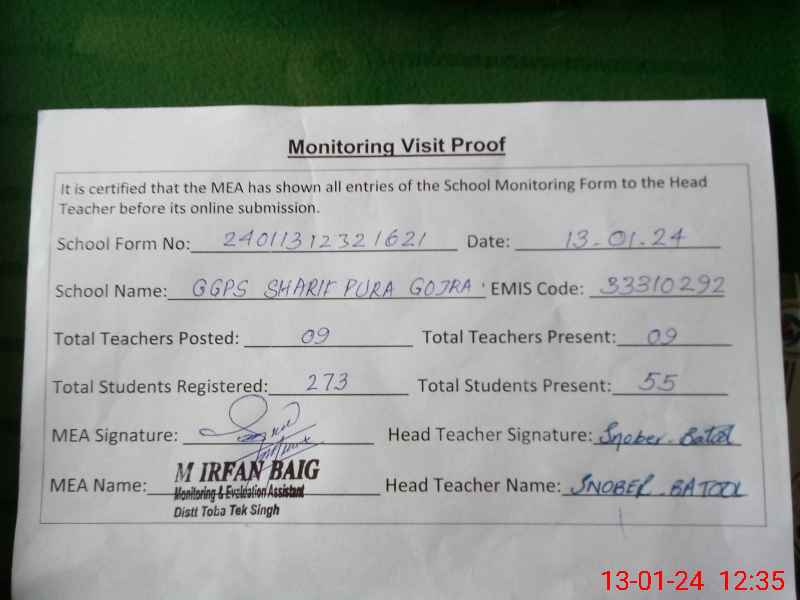 Monitoring Visit Proof
It is certified that the MEA has shown all entries of the School Monitoring Form to the Head
Teacher before its online submission.
School Form No: 24011312321621 Date: 13.01.24
School Name: GGPS SHARIF PURA GOJRA EMIS Code: 33310292
Total Teachers Posted: 09 Total Teachers Present: 09
Total Students Registered: 273 Total Students Present: 55
MEA Signature: Head Teacher Signature: Snober Batool
MEA Name: M IRFAN BAIG Head Teacher Name: SNOBER BATOOL
Monitoring & Evaluation Assistant
Distt Toba Tek Singh
13-01-24 12:35